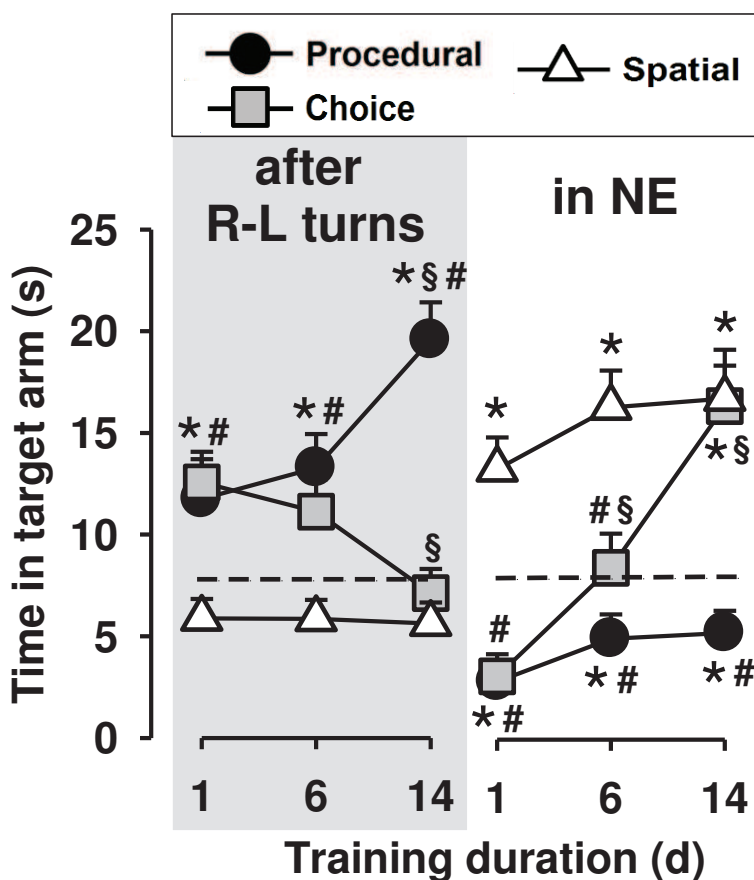 Procedural
Spatial
Choice
after
R-L turns
in NE
Time in target arm (s)
25
20
15
10
5
0
* #
* #
* § #
§
*
*
*
* §
# §
#
* #
* #
* #
1 6 14 1 6 14
Training duration (d)